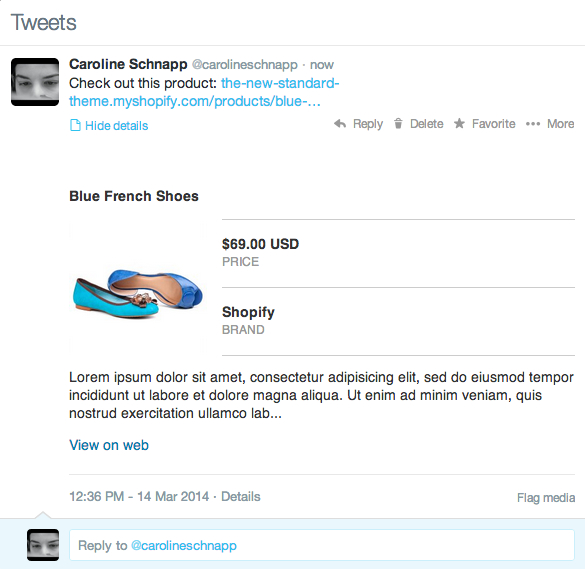 Tweets
Caroline Schnapp @carolineschnapp · now
Check out this product: the-new-standard-
theme.myshopify.com/products/blue-...
Hide details
Reply Delete Favorite More
Blue French Shoes
$69.00 USD
PRICE
Shopify
BRAND
Lorem ipsum dolor sit amet, consectetur adipisicing elit, sed do eiusmod tempor
incididunt ut labore et dolore magna aliqua. Ut enim ad minim veniam, quis
nostrud exercitation ullamco lab...
View on web
12:36 PM - 14 Mar 2014 · Details
Flag media
Reply to @carolineschnapp